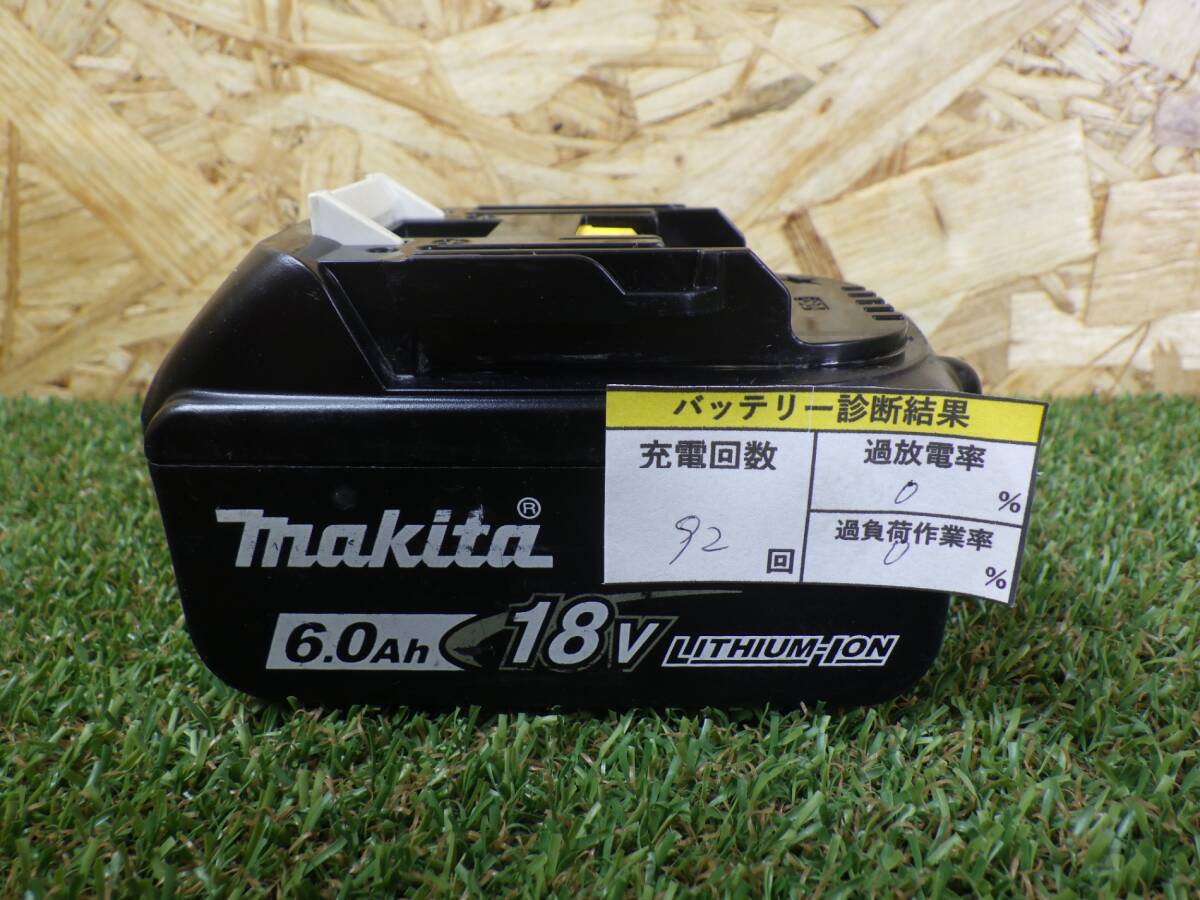 バッテリー診断結果
充電回数
92 回
過放電率
0 %
過負荷作業率
0 %
makita®
6.0Ah 18V LITHIUM-ION